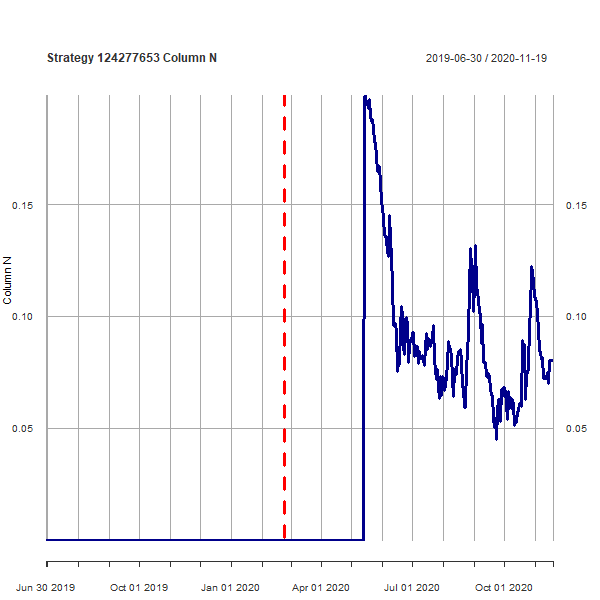 Strategy 124277653 Column N
2019-06-30 / 2020-11-19
Column N
0.15
0.10
0.05
0.15
0.10
0.05
Jun 30 2019
Oct 01 2019
Jan 01 2020
Apr 01 2020
Jul 01 2020
Oct 01 2020